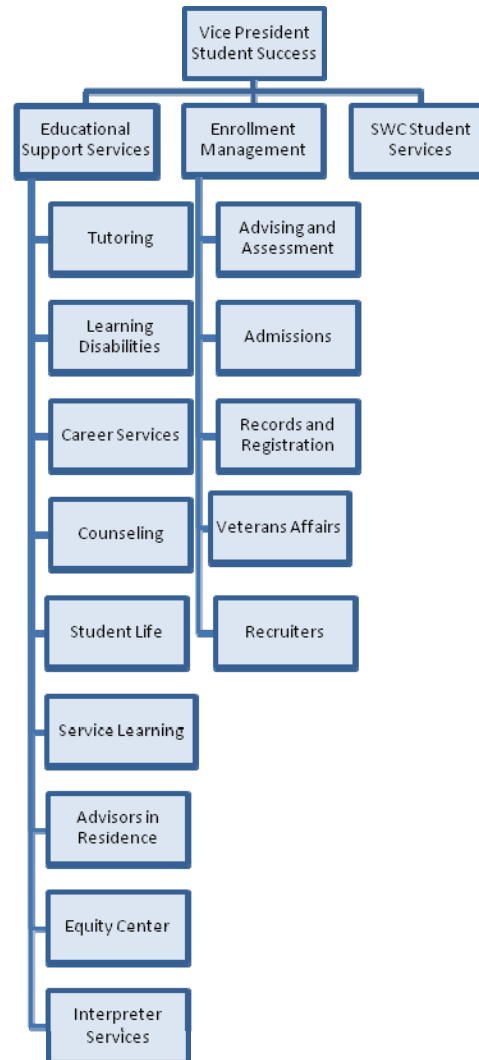 Vice President
Student Success
Educational
Support Services
Enrollment
Management
SWC Student
Services
Tutoring
Learning
Disabilities
Career Services
Counseling
Student Life
Service Learning
Advisors in
Residence
Equity Center
Interpreter
Services
Advising and
Assessment
Admissions
Records and
Registration
Veterans Affairs
Recruiters